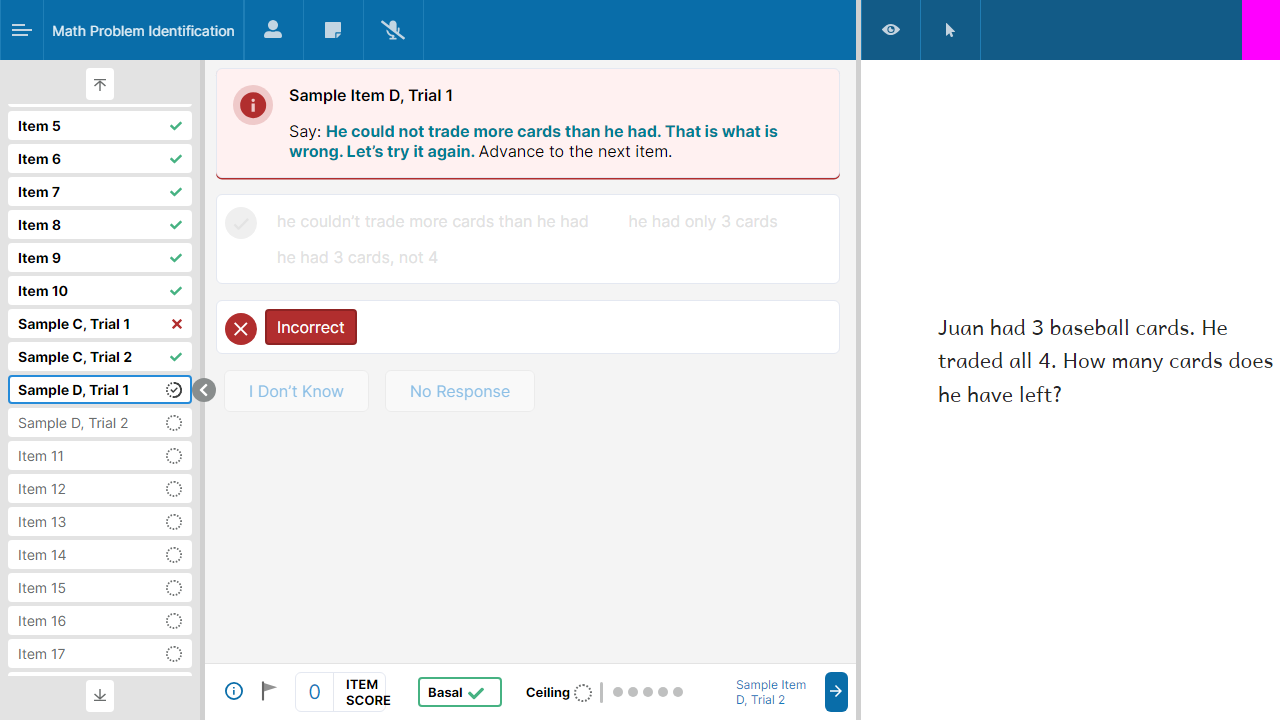 Math Problem Identification
Item 5
Item 6
Item 7
Item 8
Item 9
Item 10
Sample C, Trial 1
Sample C, Trial 2
Sample D, Trial 1
Sample D, Trial 2
Item 11
Item 12
Item 13
Item 14
Item 15
Item 16
Item 17
Sample Item D, Trial 1
Say: He could not trade more cards than he had. That is what is
wrong. Let's try it again. Advance to the next item.
he couldn't trade more cards than he had he had only 3 cards
he had 3 cards, not 4
Incorrect
I Don't Know No Response
0 ITEM
SCORE
Basal
Ceiling
Sample Item
D, Trial 2
Juan had 3 baseball cards. He
traded all 4. How many cards does
he have left?